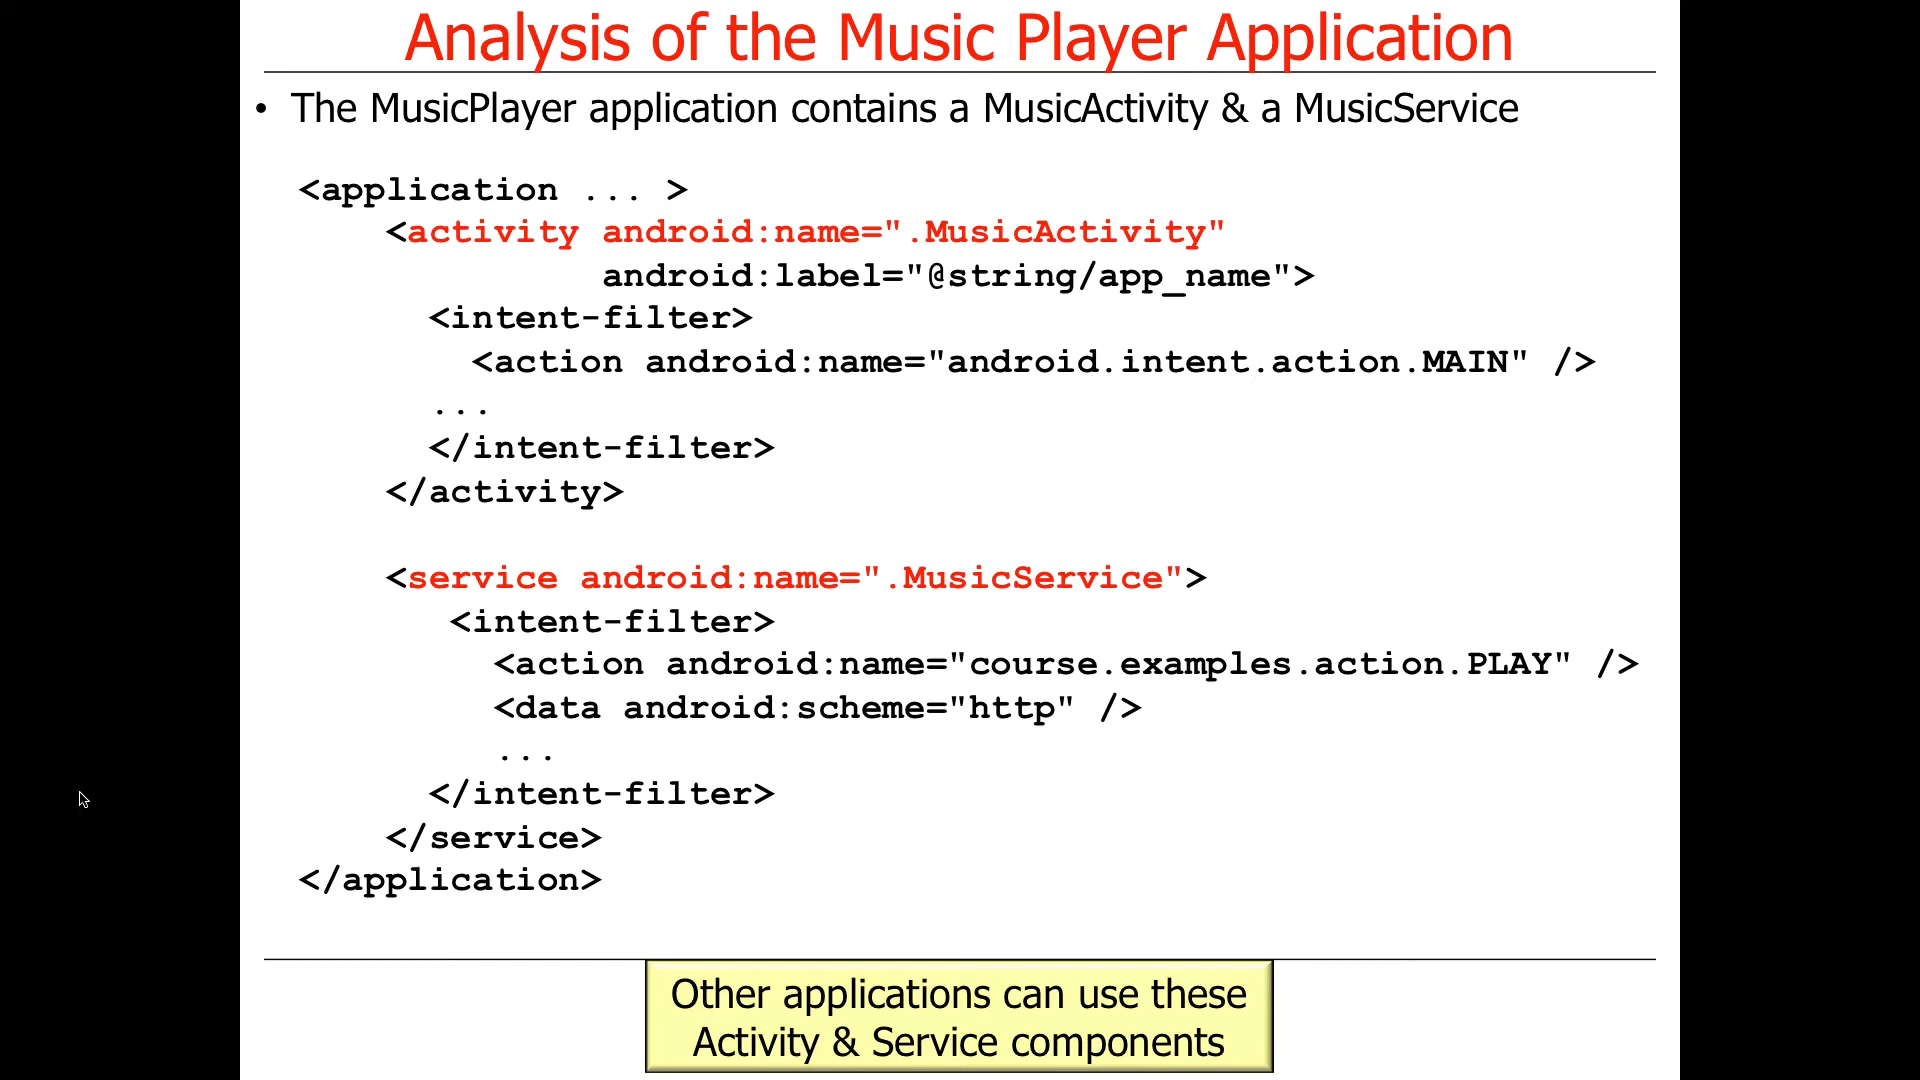 Analysis of the Music Player Application
• The MusicPlayer application contains a MusicActivity & a MusicService
<application ... >
<activity android:name=".MusicActivity"
android:label="@string/app_name">
<intent-filter>
<action android:name="android.intent.action.MAIN" />
...
</intent-filter>
</activity>
<service android:name=".MusicService">
<intent-filter>
<action android:name="course.examples.action.PLAY" />
<data android:scheme="http" />
...
</intent-filter>
</service>
</application>
Other applications can use these
Activity & Service components